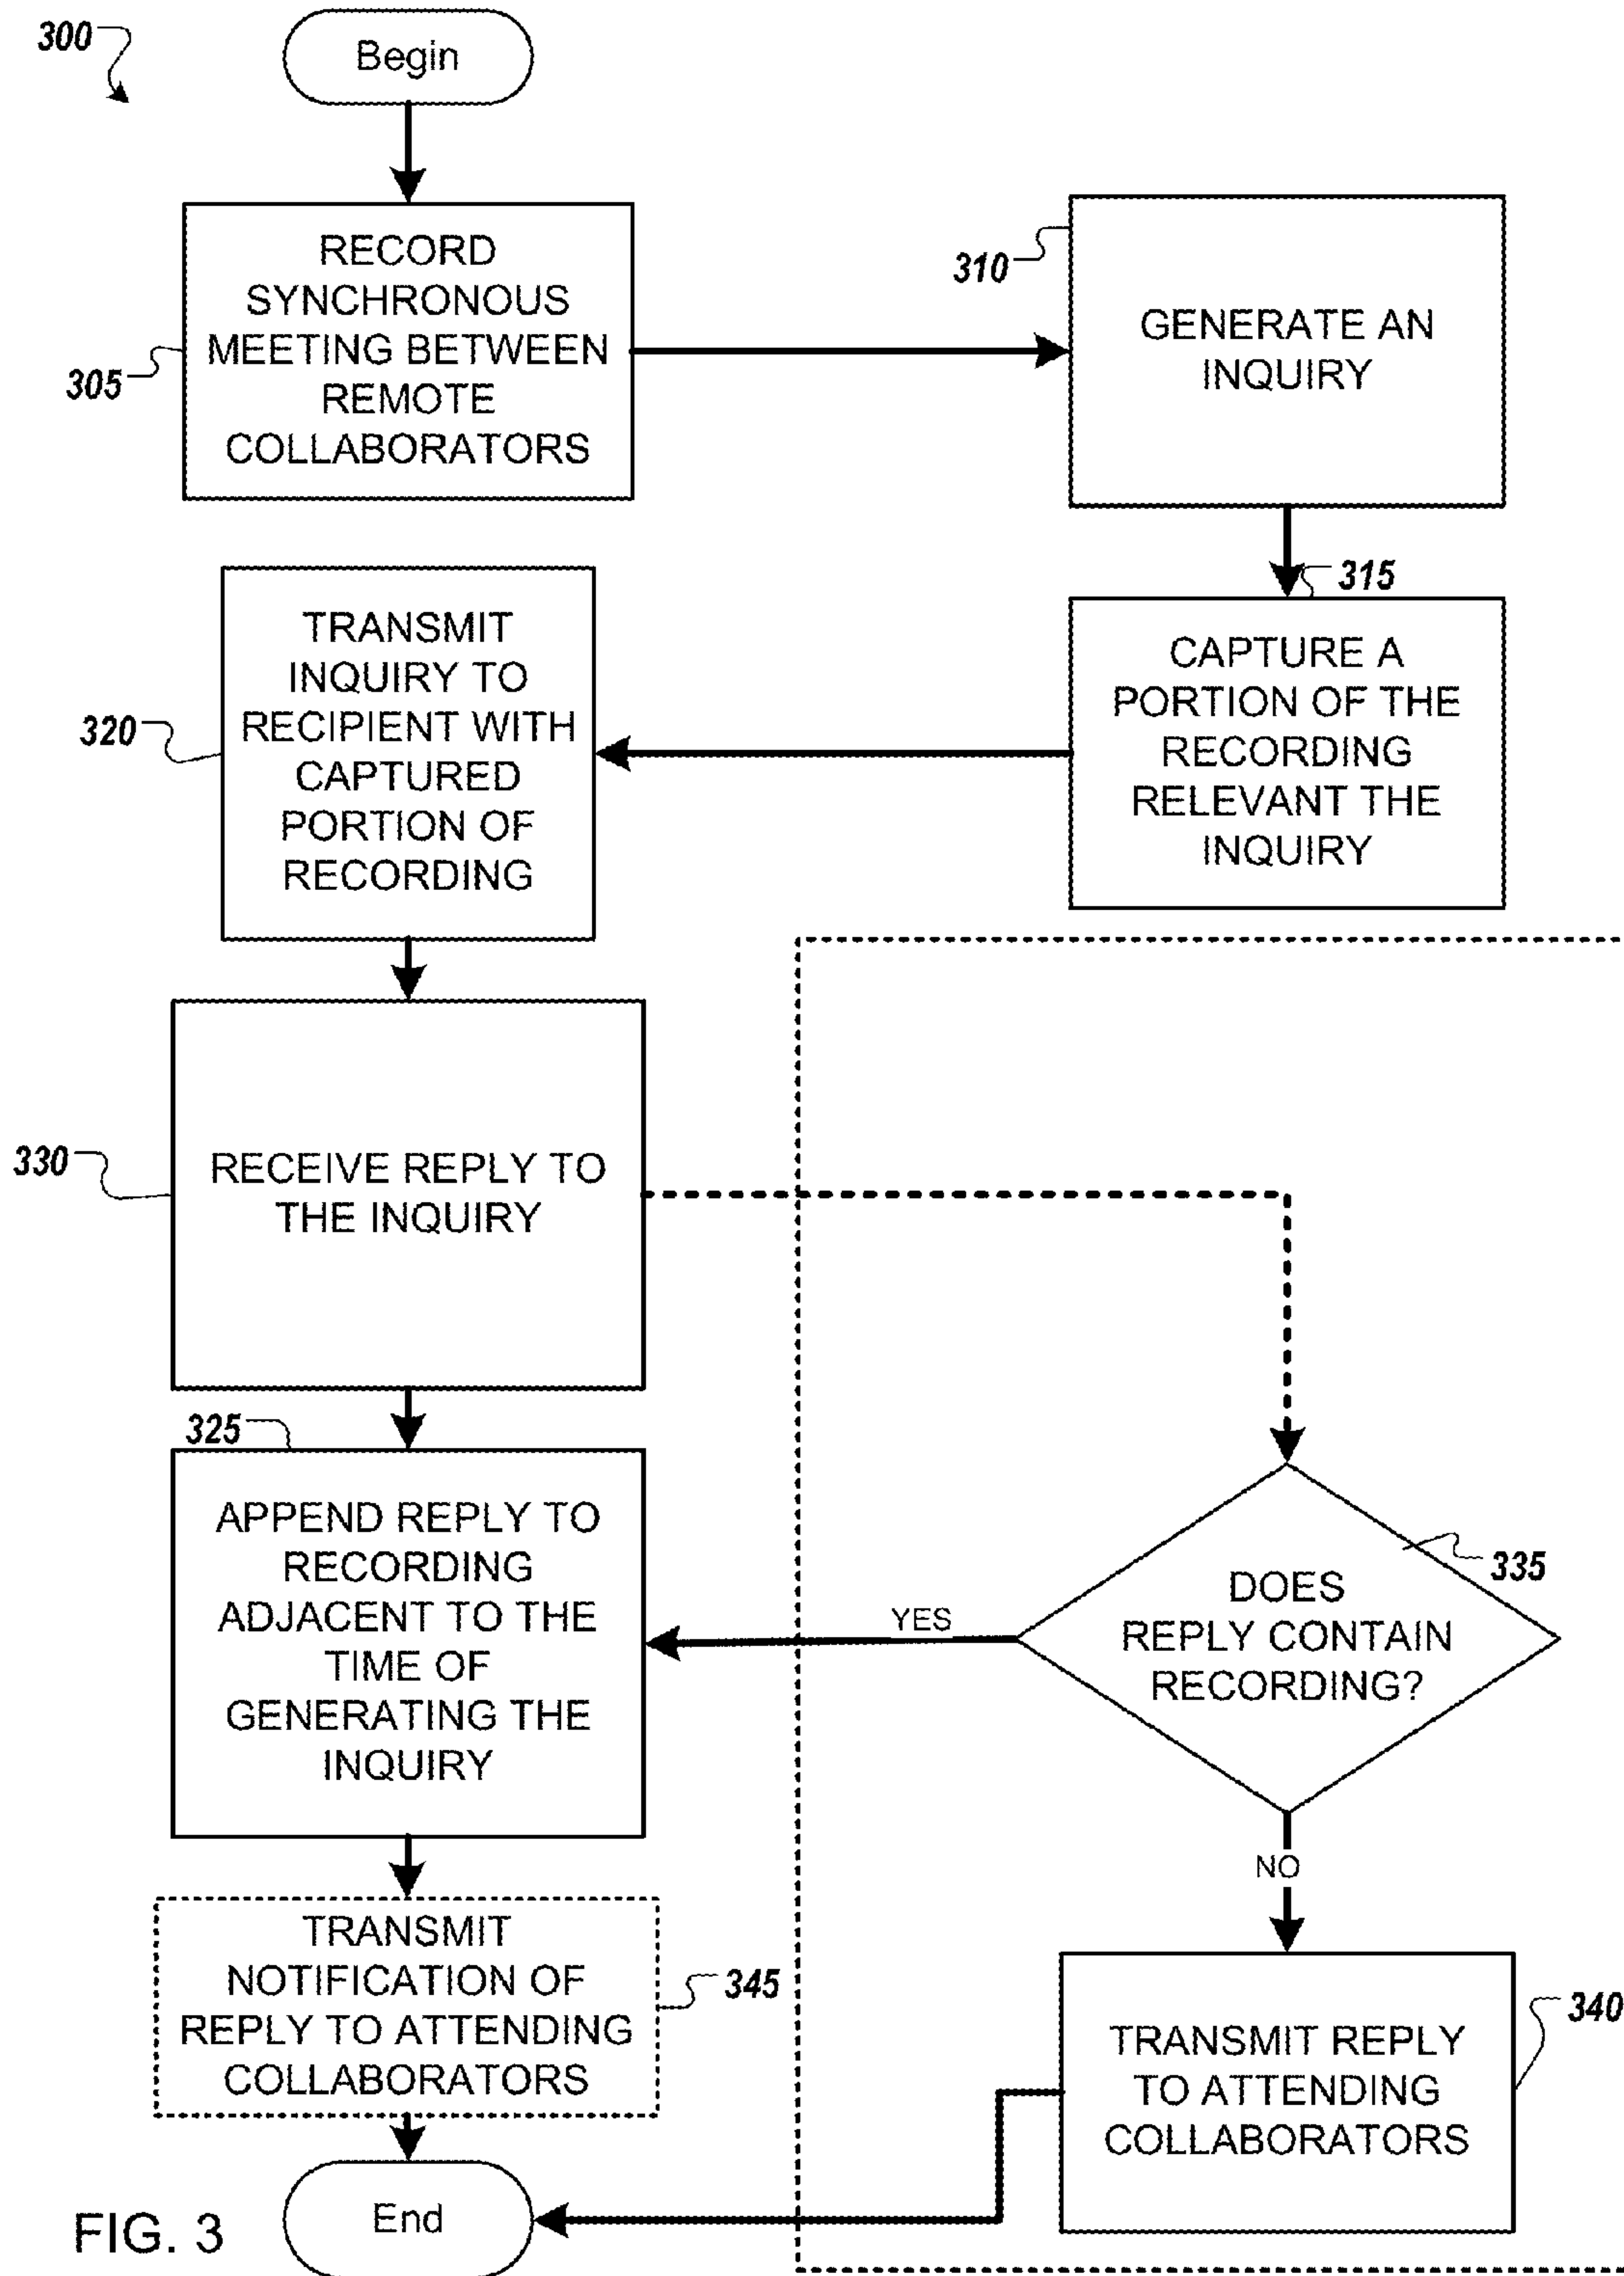 300
Begin
RECORD
SYNCHRONOUS
MEETING BETWEEN
REMOTE
COLLABORATORS
305
310
GENERATE AN
INQUIRY
315
CAPTURE A
PORTION OF THE
RECORDING
RELEVANT THE
INQUIRY
TRANSMIT
INQUIRY TO
RECIPIENT WITH
CAPTURED
PORTION OF
RECORDING
320
330
RECEIVE REPLY TO
THE INQUIRY
325
APPEND REPLY TO
RECORDING
ADJACENT TO THE
TIME OF
GENERATING THE
INQUIRY
YES
335
DOES
REPLY CONTAIN
RECORDING?
NO
TRANSMIT
NOTIFICATION OF
REPLY TO ATTENDING
COLLABORATORS
345
340
TRANSMIT REPLY
TO ATTENDING
COLLABORATORS
End
FIG. 3